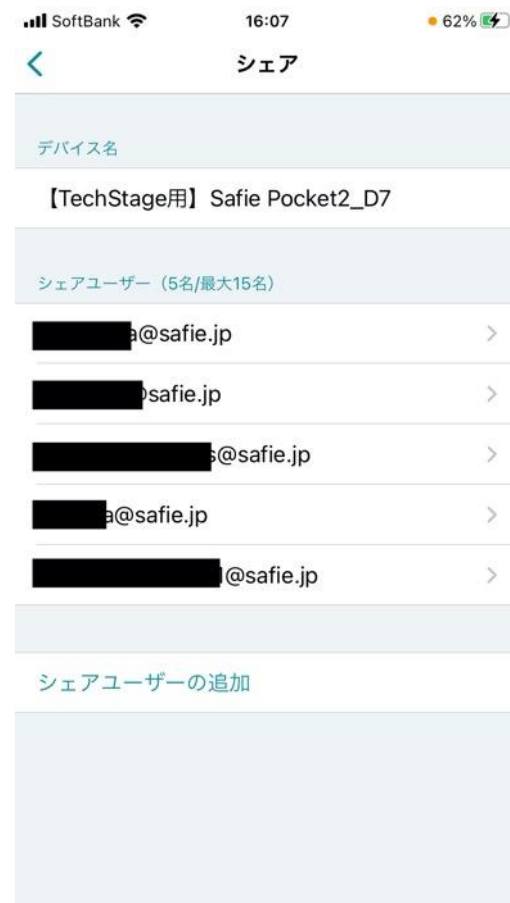 SoftBank 16:07 62%
シェア
デバイス名
【TechStage用】Safie Pocket2_D7
シェアユーザー（5名/最大15名）
a@safie.jp
@safie.jp
s@safie.jp
a@safie.jp
@safie.jp
シェアユーザーの追加